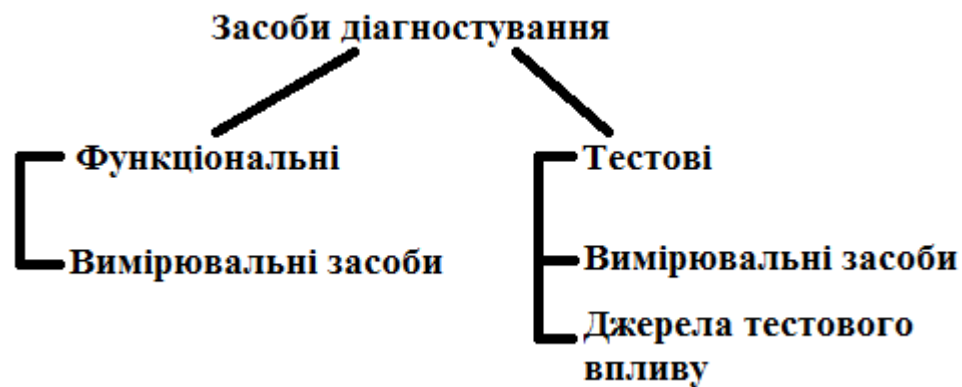 Засоби діагностування
Функціональні
Вимірювальні засоби
Тестові
Вимірювальні засоби
Джерела тестового
впливу